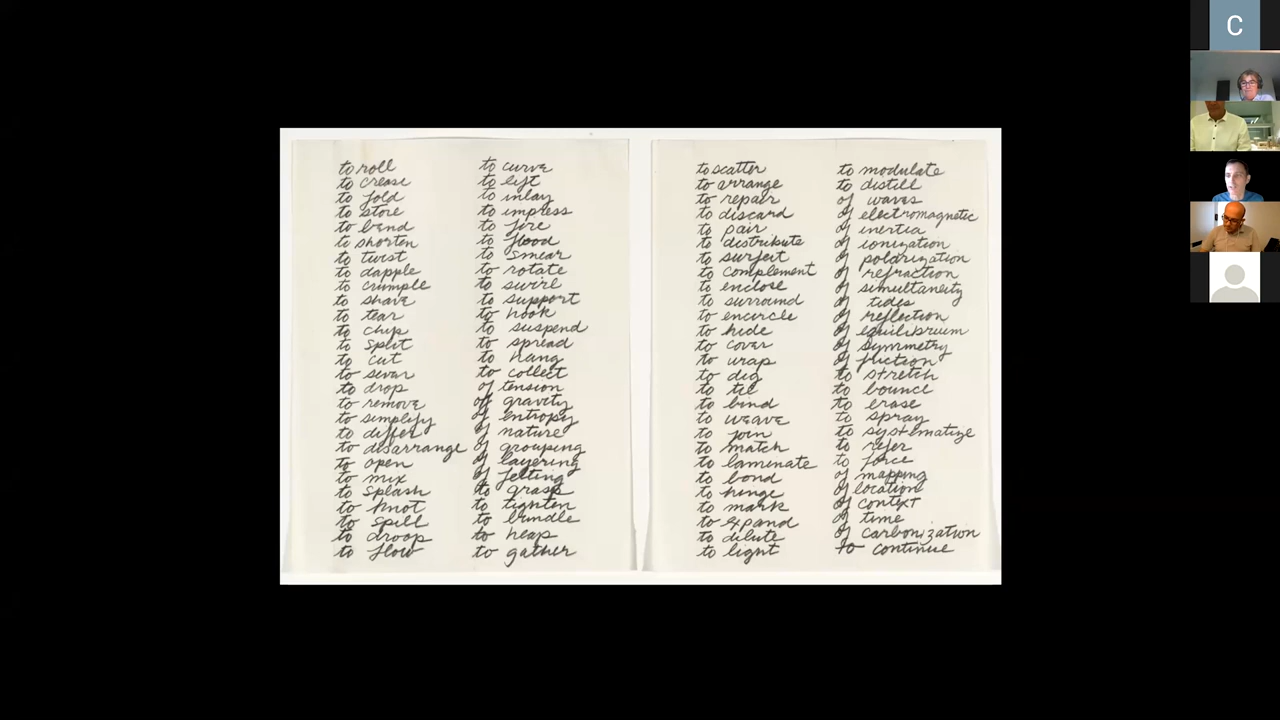 to roll
to crease
to fold
to store
to bend
to shorten
to twist
to dapple
to crumple
to shave
to tear
to chip
to split
to cut
to sever
to drop
to remove
to simplify
to differ
to disarrange
to open
to mix
to splash
to knot
to spill
to droop
to flow
to curve
to lift
to inlay
to impress
to fire
to flood
to smear
to rotate
to swirl
to support
to hook
to suspend
to spread
to hang
to collect
of tension
of gravity
of entropy
of nature
of grouping
of layering
of felting
to grasp
to tighten
to bundle
to heap
to gather
to scatter
to arrange
to repair
to discard
to pair
to distribute
to surfeit
to complement
to enclose
to surround
to encircle
to hide
to cover
to wrap
to dig
to tie
to bind
to weave
to join
to match
to laminate
to bond
to hinge
to mark
to expand
to dilute
to light
to modulate
to distill
of waves
of electromagnetic
of inertia
of ionization
of polarization
of refraction
of simultaneity
of tides
of reflection
of equilibrium
of symmetry
of friction
to stretch
to bounce
to erase
to spray
to systematize
to refer
to force
of mapping
of location
of context
of time
of carbonization
to continue
C